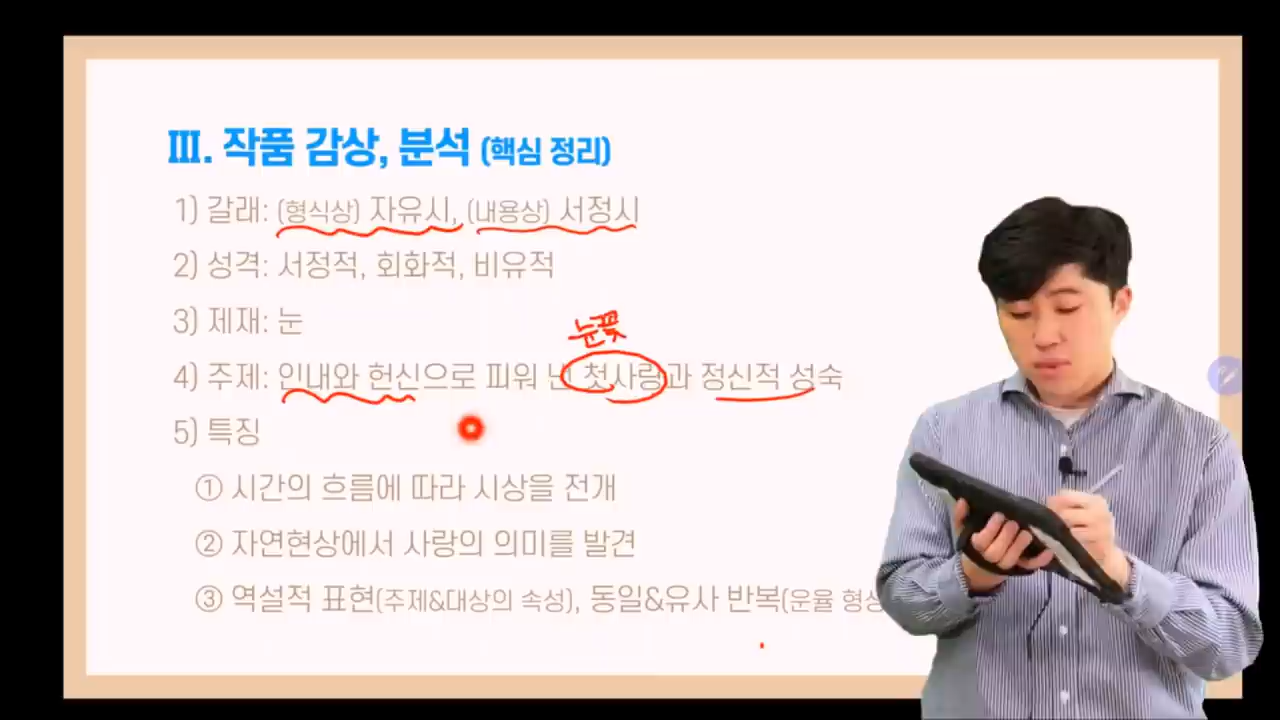 Ⅲ. 작품 감상, 분석 (핵심 정리)
1) 갈래: (형식상) 자유시, (내용상) 서정시
2) 성격: 서정적, 회화적, 비유적
3) 제재: 눈
눈꽃
4) 주제: 인내와 헌신으로 피워 낸 첫사랑과 정신적 성숙
5) 특징
① 시간의 흐름에 따라 시상을 전개
② 자연현상에서 사랑의 의미를 발견
③ 역설적 표현(주제&대상의 속성), 동일&유사 반복(운율 형성